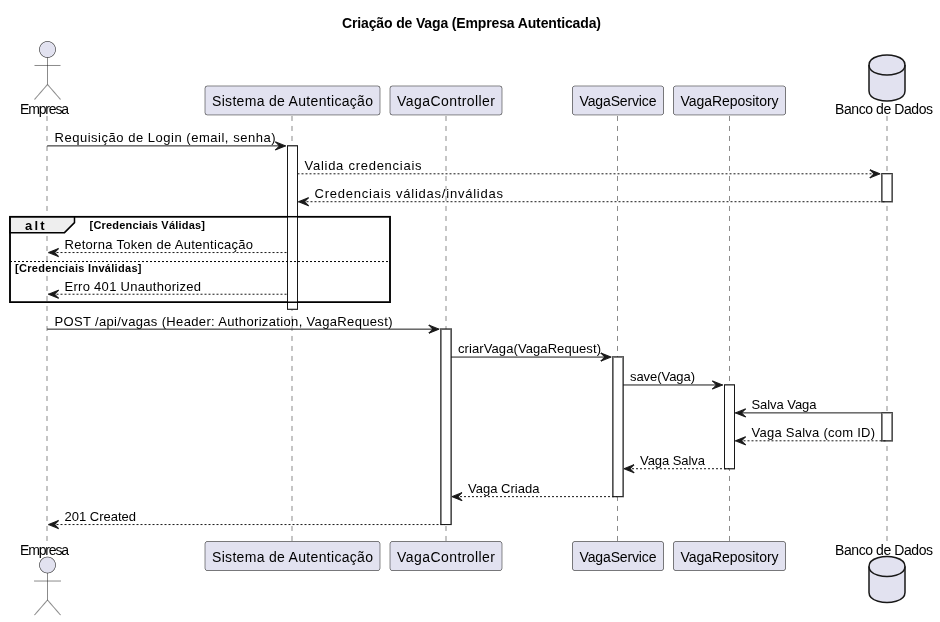 Criação de Vaga (Empresa Autenticada)
Empresa
Sistema de Autenticação
VagaController
VagaService
VagaRepository
Banco de Dados
Requisição de Login (email, senha)
Valida credenciais
Credenciais válidas/inválidas
alt
[Credenciais Válidas]
Retorna Token de Autenticação
[Credenciais Inválidas]
Erro 401 Unauthorized
POST /api/vagas (Header: Authorization, VagaRequest)
criarVaga(VagaRequest)
save(Vaga)
Salva Vaga
Vaga Salva (com ID)
Vaga Salva
Vaga Criada
201 Created
Empresa
Sistema de Autenticação
VagaController
VagaService
VagaRepository
Banco de Dados